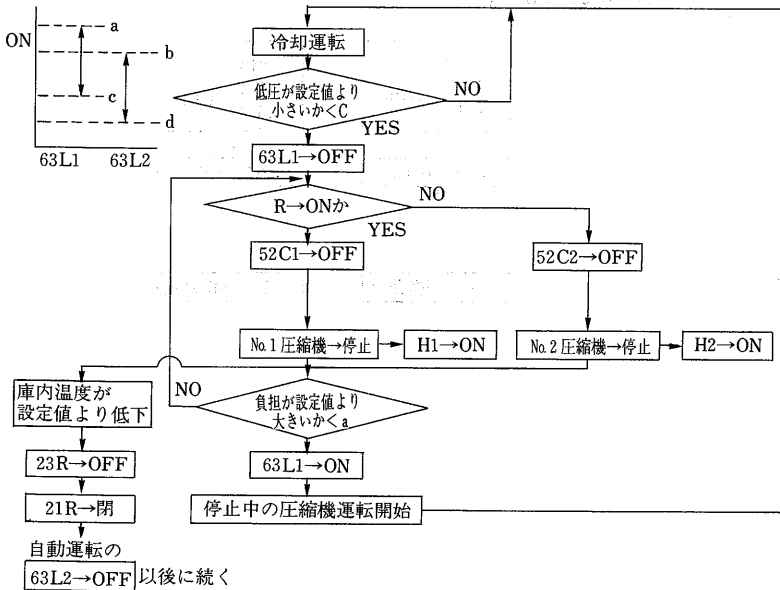 ON
a
b
c
d
63L1 63L2
冷却運転
低圧が設定値より
小さいか<C
NO
YES
63L1→OFF
R→ONか
NO
YES
52C1→OFF
52C2→OFF
No.1圧縮機→停止
H1→ON
No.2圧縮機→停止
H2→ON
庫内温度が
設定値より低下
NO
負担が設定値より
大きいか<a
23R→OFF
63L1→ON
21R→閉
停止中の圧縮機運転開始
自動運転の
63L2→OFF 以後に続く